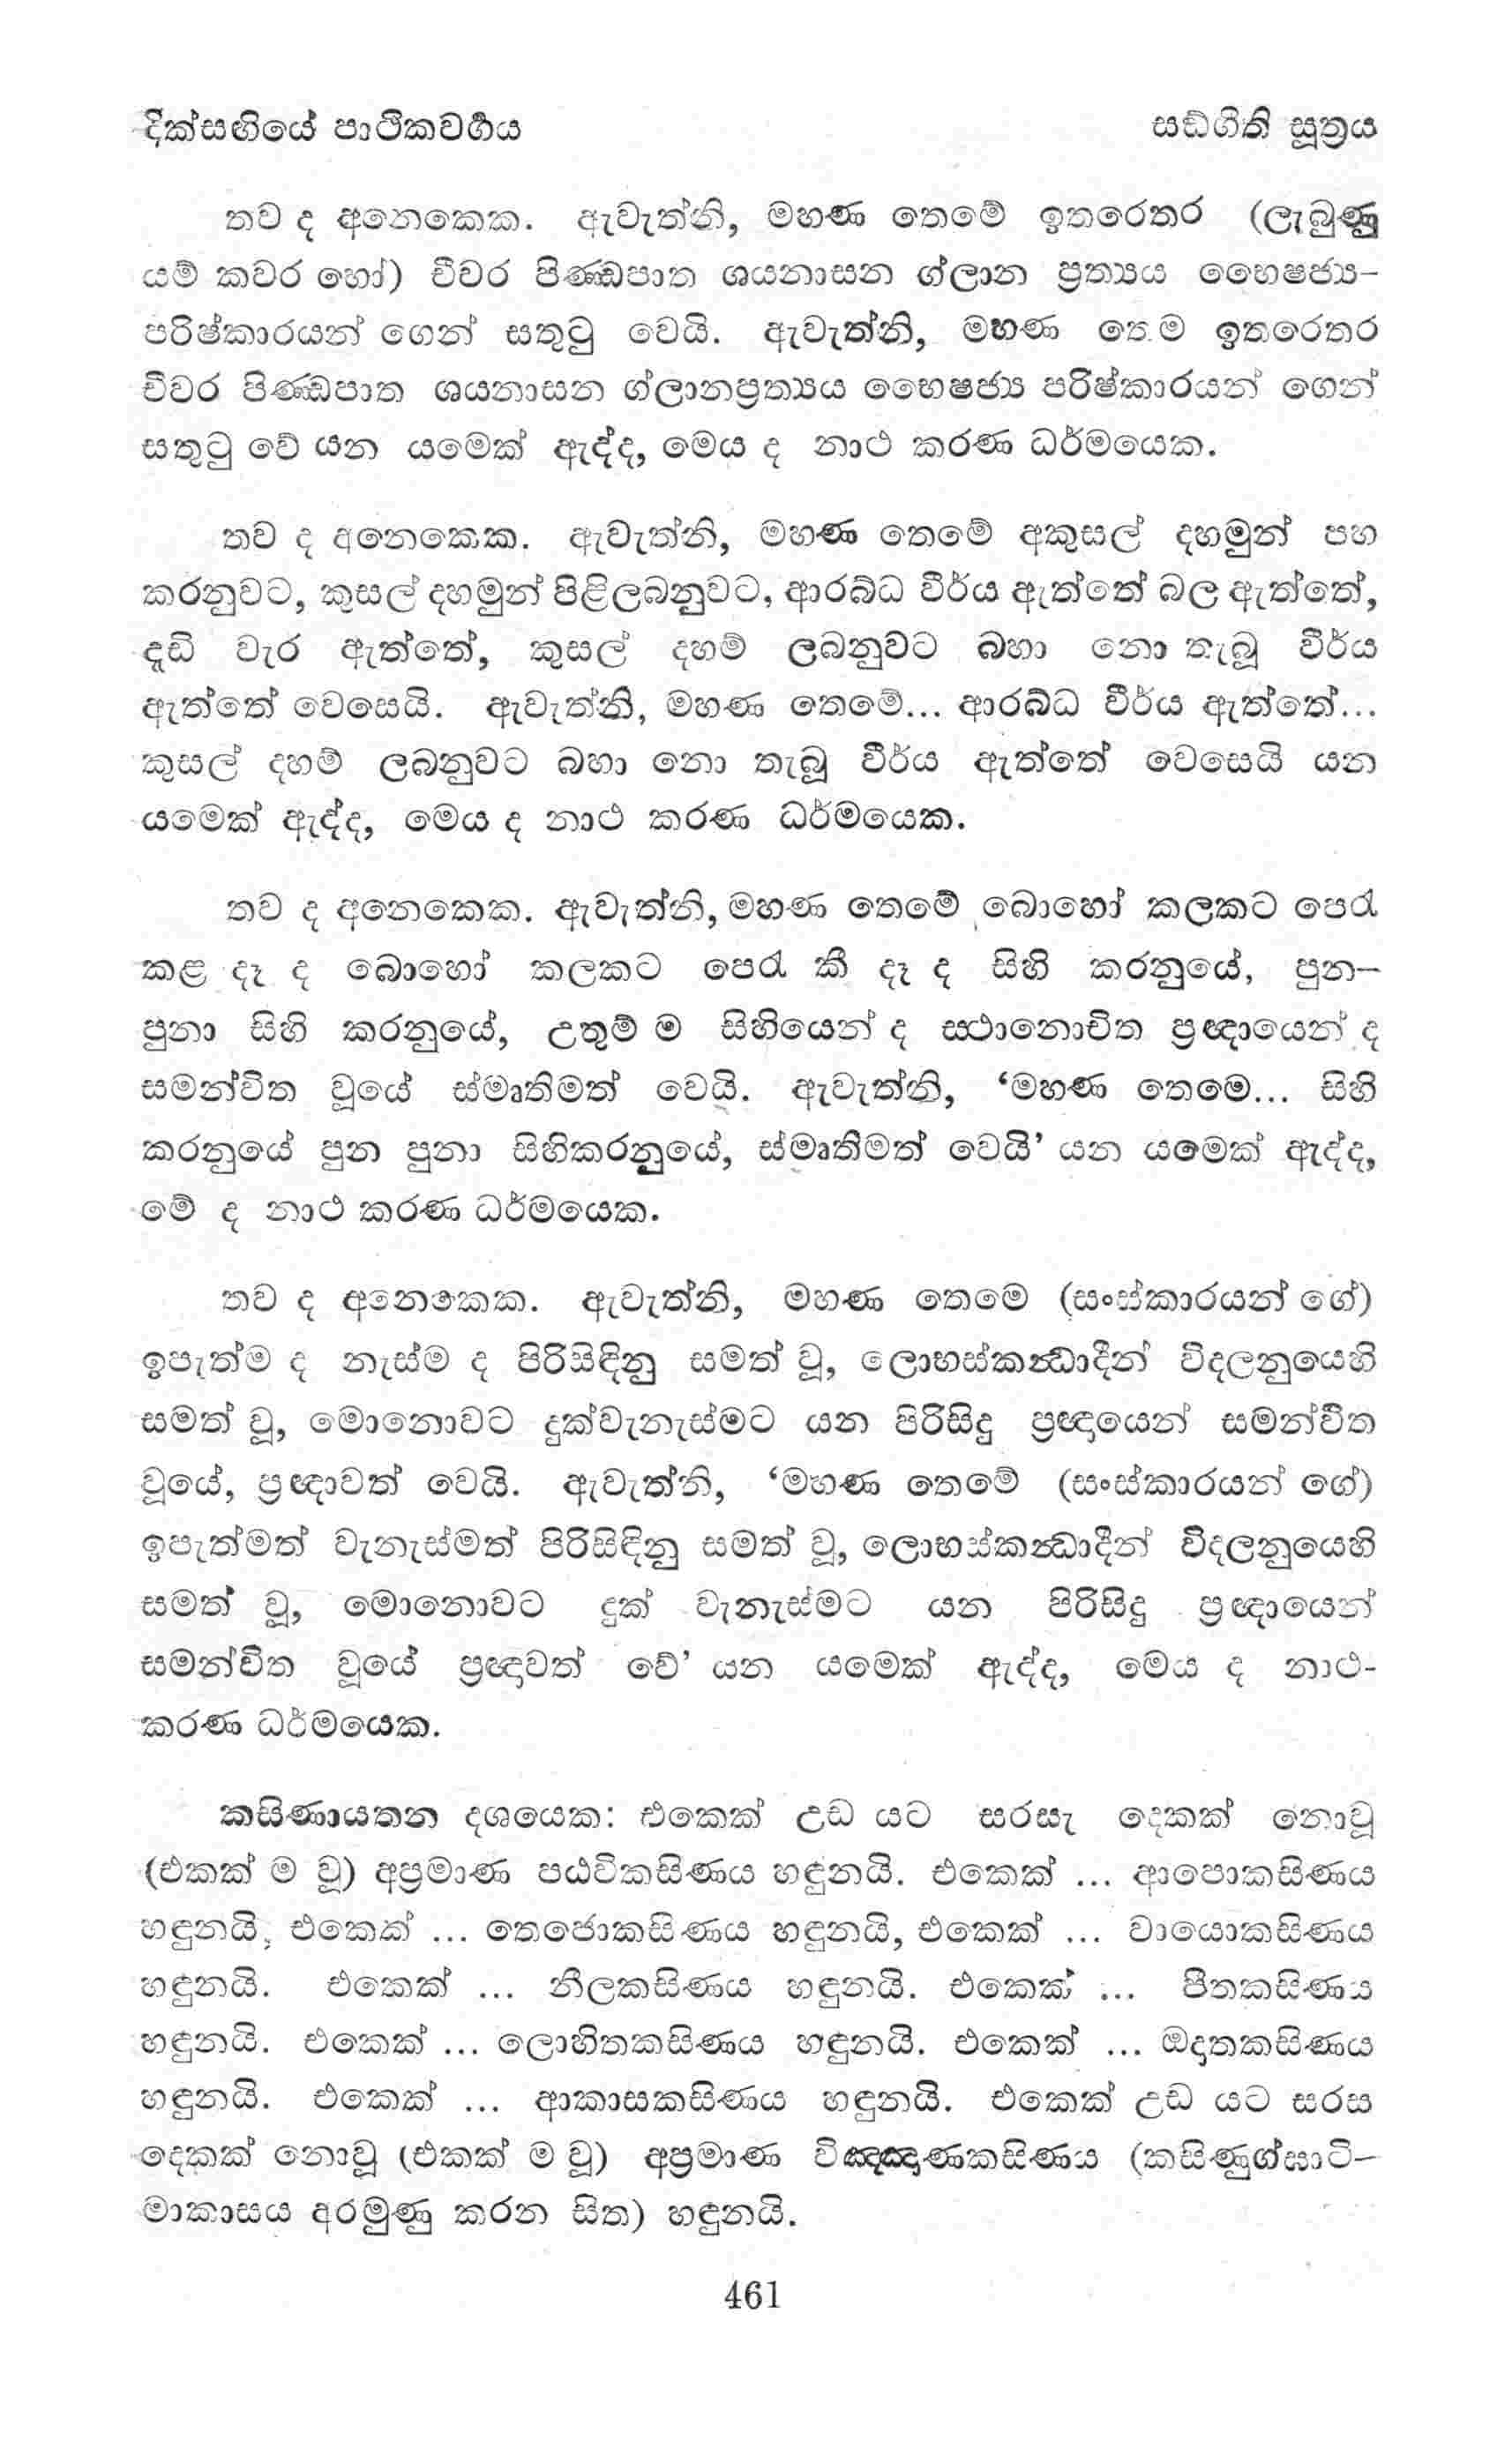 දික්සඟියේ පාථිකවර්‍ගය
සඞ්ගීති සූත්‍රය
තව ද අනෙකෙක. ඇවැත්නි, මහණ තෙමේ ඉතරෙතර (ලැබුණු
යම් කවර හෝ) චීවර පිණ්ඩපාත ශයනාසන ග්ලාන ප්‍රත්‍යය භෛෂජ්‍ය-
පරිෂ්කාරයන් ගෙන් සතුටු වෙයි. ඇවැත්නි, මහණ තෙම ඉතරෙතර
චීවර පිණ්ඩපාත ශයනාසන ග්ලානප්‍රත්‍යය භෛෂජ්‍ය පරිෂ්කාරයන් ගෙන්
සතුටු වේ යන යමෙක් ඇද්ද, මෙය ද නාථ කරණ ධර්මයෙක.
තව ද අනෙකෙක. ඇවැත්නි, මහණ තෙමේ අකුසල් දහමුන් පහ
කරනුවට, කුසල් දහමුන් පිළිලබනුවට, ආරබ්ධ වීර්ය ඇත්තේ බල ඇත්තේ,
දැඩි වැර ඇත්තේ, කුසල් දහම් ලබනුවට බහා නො තැබූ වීර්ය
ඇත්තේ වෙසෙයි. ඇවැත්නි, මහණ තෙමේ... ආරබ්ධ වීර්ය ඇත්තේ...
කුසල් දහම් ලබනුවට බහා නො තැබූ වීර්ය ඇත්තේ වෙසෙයි යන
යමෙක් ඇද්ද, මෙය ද නාථ කරණ ධර්මයෙක.
තව ද අනෙකෙක. ඇවැත්නි, මහණ තෙමේ බොහෝ කලකට පෙරැ
කළ දෑ ද බොහෝ කලකට පෙරැ කී දෑ ද සිහි කරනුයේ, පුන-
පුනා සිහි කරනුයේ, උතුම් ම සිහියෙන් ද ස්ථානොචිත ප්‍රඥායෙන් ද
සමන්විත වූයේ ස්මෘතිමත් වෙයි. ඇවැත්නි, ‘මහණ තෙමෙ... සිහි
කරනුයේ පුන පුනා සිහිකරනුයේ, ස්මෘතිමත් වෙයි’ යන යමෙක් ඇද්ද,
මේ ද නාථ කරණ ධර්මයෙක.
තව ද අනෙකෙක. ඇවැත්නි, මහණ තෙමෙ (සංස්කාරයන් ගේ)
ඉපැත්ම ද නැස්ම ද පිරිසිඳිනු සමත් වූ, ලොභස්කන්‍ධාදීන් විදලනුයෙහි
සමත් වූ, මොනොවට දුක්වැනැස්මට යන පිරිසිදු ප්‍රඥායෙන් සමන්විත
වූයේ, ප්‍රඥාවත් වෙයි. ඇවැත්නි, ‘මහණ තෙමේ (සංස්කාරයන් ගේ)
ඉපැත්මත් වැනැස්මත් පිරිසිඳිනු සමත් වූ, ලොභස්කන්‍ධාදීන් විදලනුයෙහි
සමත් වූ, මොනොවට දුක් වැනැස්මට යන පිරිසිදු ප්‍රඥායෙන්
සමන්විත වූයේ ප්‍රඥාවත් වේ’ යන යමෙක් ඇද්ද, මෙය ද නාථ-
කරණ ධර්මයෙක.
කසිණායතන දශයෙක: එකෙක් උඩ යට සරසැ දෙකක් නොවූ
(එකක් ම වූ) අප්‍රමාණ පඨවිකසිණය හඳුනයි. එකෙක් ... ආපොකසිණය
හඳුනයි, එකෙක් ... තෙජොකසිණය හඳුනයි, එකෙක් ... වායොකසිණය
හඳුනයි. එකෙක් ... නීලකසිණය හඳුනයි. එකෙක් ... පීතකසිණය
හඳුනයි. එකෙක් ... ලොහිතකසිණය හඳුනයි. එකෙක් ... ඔදාතකසිණය
හඳුනයි. එකෙක් ... ආකාසකසිණය හඳුනයි. එකෙක් උඩ යට සරස
දෙකක් නොවූ (එකක් ම වූ) අප්‍රමාණ විඤ්ඤාණකසිණය (කසිණුග්ඝාටි-
මාකාසය අරමුණු කරන සිත) හඳුනයි.
461